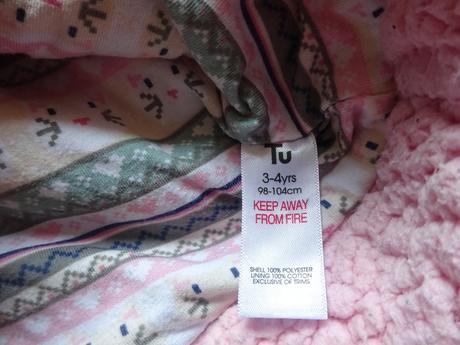 Tu
3-4yrs
98-104cm
KEEP AWAY
FROM FIRE
SHELL 100% POLYESTER
LINING 100% COTTON
EXCLUSIVE OF TRIMS